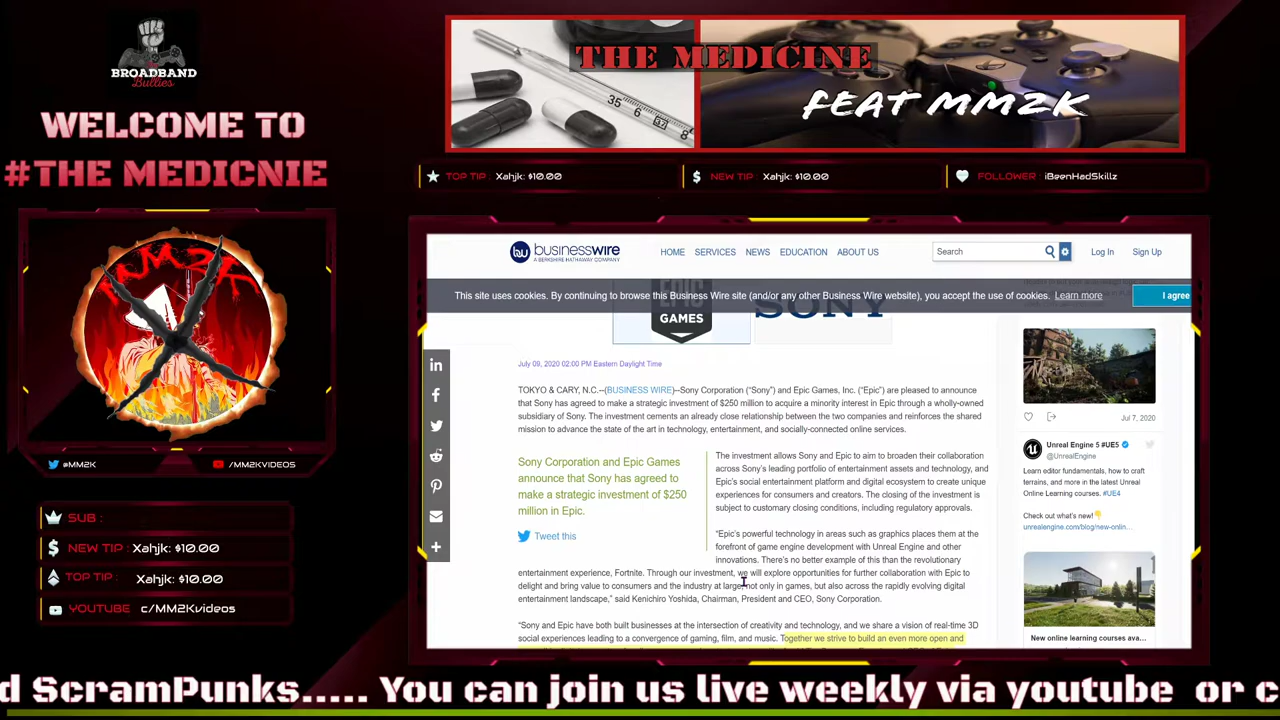 BROADBAND
Bullies
WELCOME TO
#THE MEDICNIE
THE MEDICINE
FEAT MM2K
35 6 37 8
TOP TIP Xahjk: $10.00
NEW TIP: Xahjk: $10.00
FOLLOWER : iBeenHadSkillz
MM2K
@MM2K
/MM2KVIDEOS
SUB :
NEW TIP: Xahjk: $10.00
TOP TIP: Xahjk: $10.00
YOUTUBE c/MM2Kvideos
businesswire
A BERKSHIRE HATHAWAY COMPANY
HOME SERVICES NEWS EDUCATION ABOUT US
Search
Log In Sign Up
This site uses cookies. By continuing to browse this Business Wire site (and/or any other Business Wire website), you accept the use of cookies. Learn more
I agree
EPIC
GAMES
SONY
July 09, 2020 02:00 PM Eastern Daylight Time
TOKYO & CARY, N.C.--(BUSINESS WIRE)--Sony Corporation (“Sony”) and Epic Games, Inc. (“Epic”) are pleased to announce
that Sony has agreed to make a strategic investment of $250 million to acquire a minority interest in Epic through a wholly-owned
subsidiary of Sony. The investment cements an already close relationship between the two companies and reinforces the shared
mission to advance the state of the art in technology, entertainment, and socially-connected online services.
Sony Corporation and Epic Games
announce that Sony has agreed to
make a strategic investment of $250
million in Epic.
Tweet this
The investment allows Sony and Epic to aim to broaden their collaboration
across Sony’s leading portfolio of entertainment assets and technology, and
Epic’s social entertainment platform and digital ecosystem to create unique
experiences for consumers and creators. The closing of the investment is
subject to customary closing conditions, including regulatory approvals.
“Epic’s powerful technology in areas such as graphics places them at the
forefront of game engine development with Unreal Engine and other
innovations. There’s no better example of this than the revolutionary
entertainment experience, Fortnite. Through our investment, we will explore opportunities for further collaboration with Epic to
delight and bring value to consumers and the industry at large, not only in games, but also across the rapidly evolving digital
entertainment landscape,” said Kenichiro Yoshida, Chairman, President and CEO, Sony Corporation.
“Sony and Epic have both built businesses at the intersection of creativity and technology, and we share a vision of real-time 3D
social experiences leading to a convergence of gaming, film, and music. Together we strive to build an even more open and
Jul 7, 2020
Unreal Engine 5 #UE5
@UnrealEngine
Learn editor fundamentals, how to craft
terrains, and more in the latest Unreal
Online Learning courses. #UE4
Check out what's new!👇
unrealengine.com/blog/new-onlin…
New online learning courses ava...
d ScramPunks..... You can join us live weekly via youtube or c